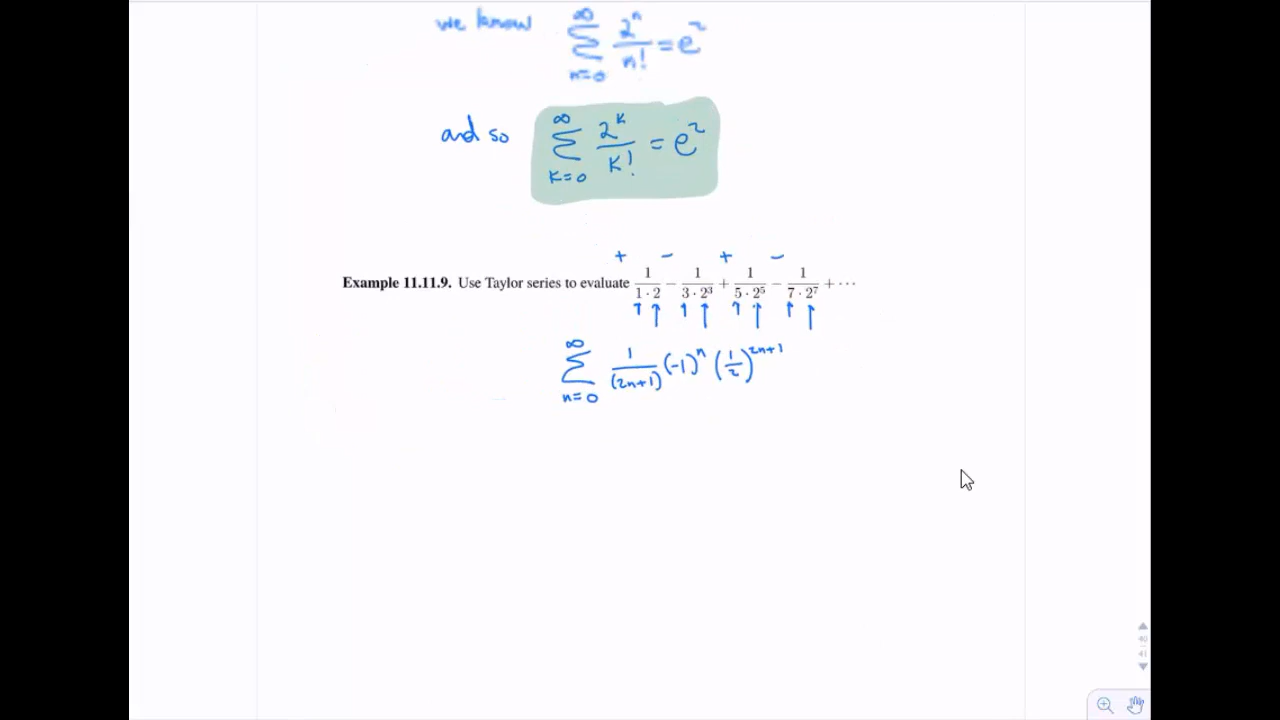 we know ∞ Σ n=0 2^n/n! = e^2
and so ∞ Σ k=0 2^k/k! = e^2
+ − + −
Example 11.11.9. Use Taylor series to evaluate 1/(1 · 2) − 1/(3 · 2^3) + 1/(5 · 2^5) − 1/(7 · 2^7) + ···
∞ Σ n=0 1/(2n+1) (-1)^n (1/2)^{2n+1}
40
41